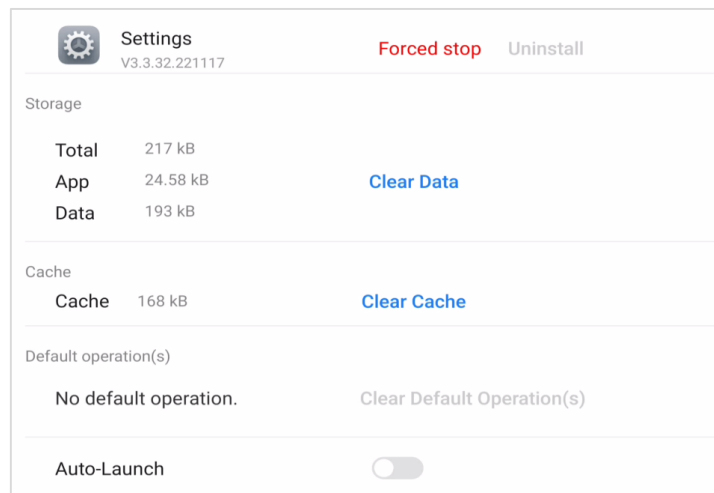 Settings
V3.3.32.221117
Forced stop
Uninstall
Storage
Total 217 kB
App 24.58 kB
Clear Data
Data 193 kB
Cache
Cache 168 kB
Clear Cache
Default operation(s)
No default operation.
Clear Default Operation(s)
Auto-Launch